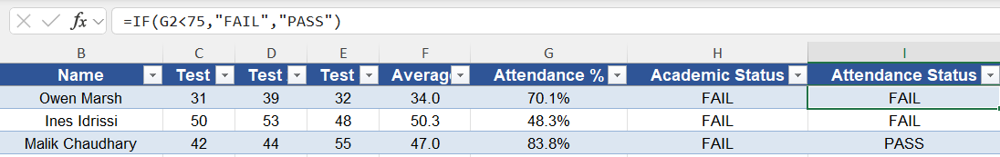 fx =IF(G2<75,"FAIL","PASS")
B C D E F G H I
Name Test Test Test Averag Attendance % Academic Status Attendance Status
Owen Marsh 31 39 32 34.0 70.1% FAIL FAIL
Ines Idrissi 50 53 48 50.3 48.3% FAIL FAIL
Malik Chaudhary 42 44 55 47.0 83.8% FAIL PASS